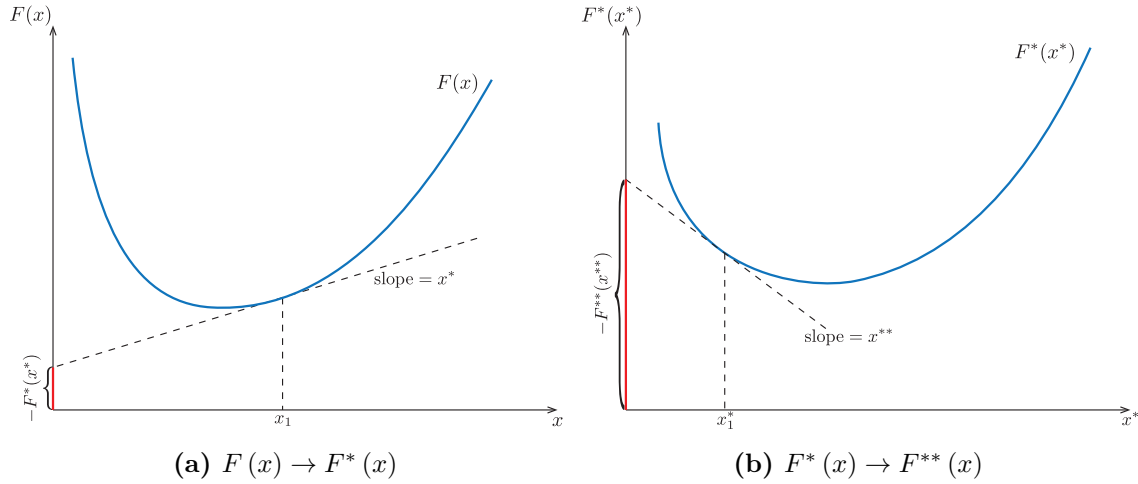 F(x)
F(x)
slope = x*
−F*(x*)
x₁
x
(a) F (x) → F* (x)
F*(x*)
F*(x*)
−F**(x**)
slope = x**
x₁*
x*
(b) F* (x) → F** (x)